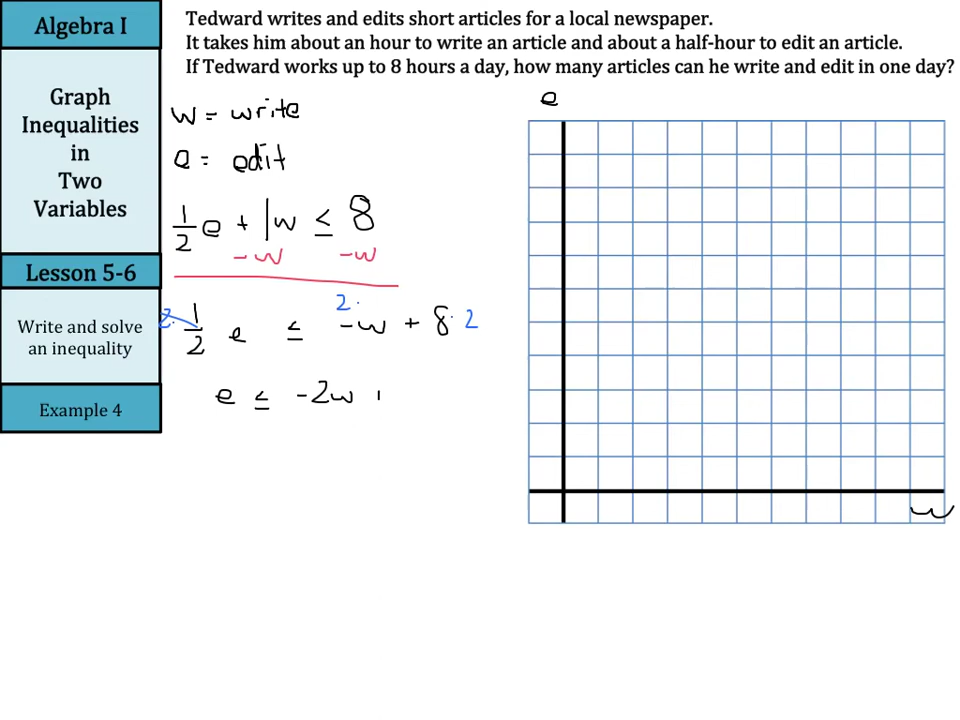 Algebra I
Graph
Inequalities
in
Two
Variables
Lesson 5-6
Write and solve
an inequality
Example 4
Tedward writes and edits short articles for a local newspaper.
It takes him about an hour to write an article and about a half-hour to edit an article.
If Tedward works up to 8 hours a day, how many articles can he write and edit in one day?
w = write
e = edit
1/2 e + 1w ≤ 8
-w -w
2· 1/2 e ≤ 2· -w + 8 · 2
e ≤ -2w ı
e
w